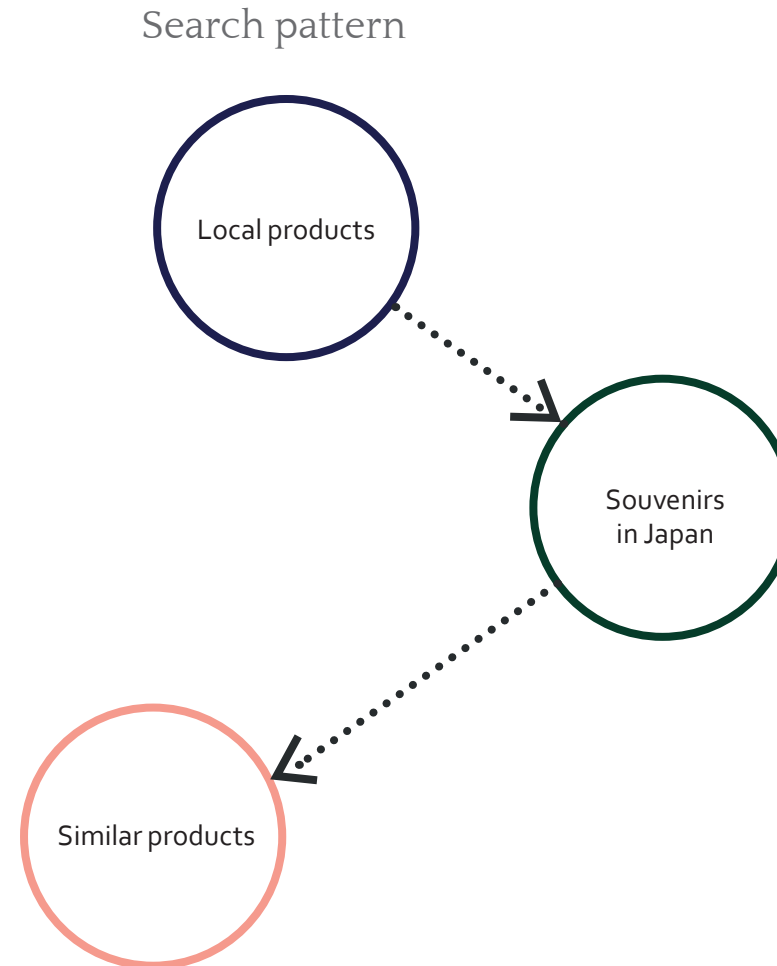 Search pattern
Local products
Souvenirs
in Japan
Similar products